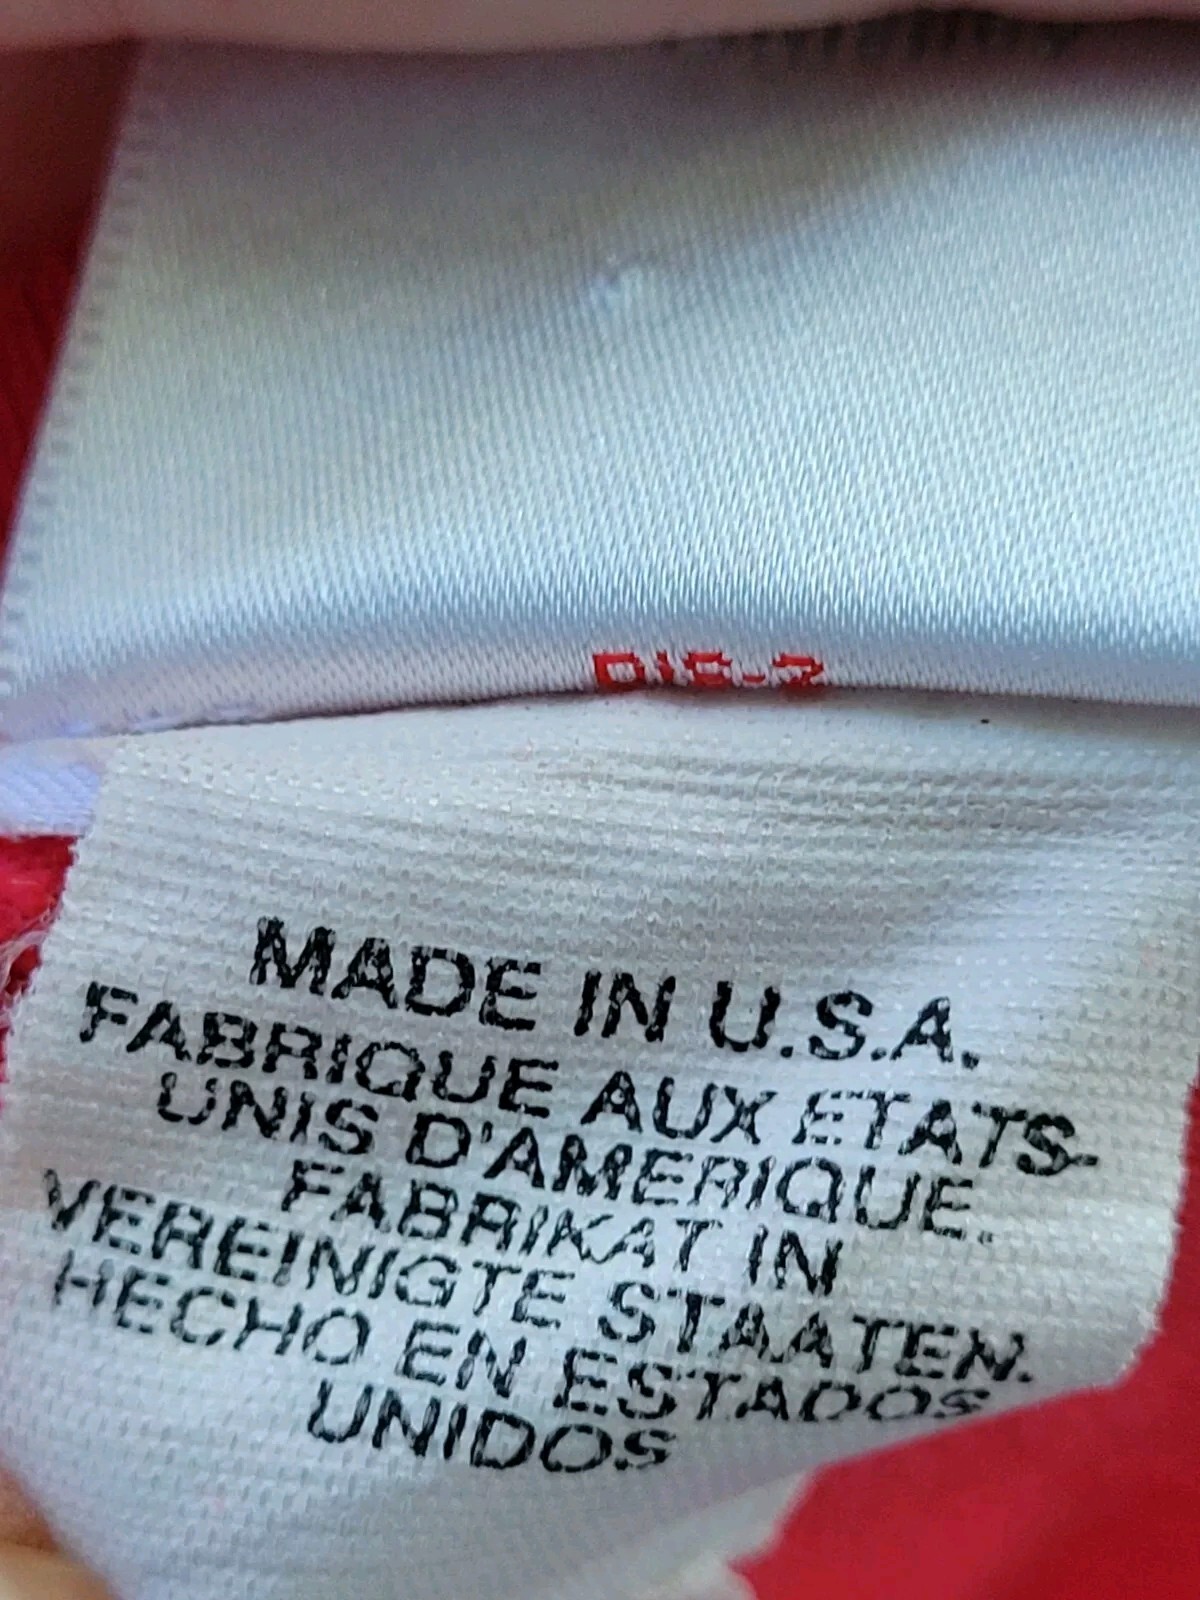 MADE IN U.S.A.
FABRIQUE AUX ETATS-
UNIS D'AMERIQUE.
FABRIKAT IN
VEREINIGTE STAATEN.
HECHO EN ESTADOS
UNIDOS